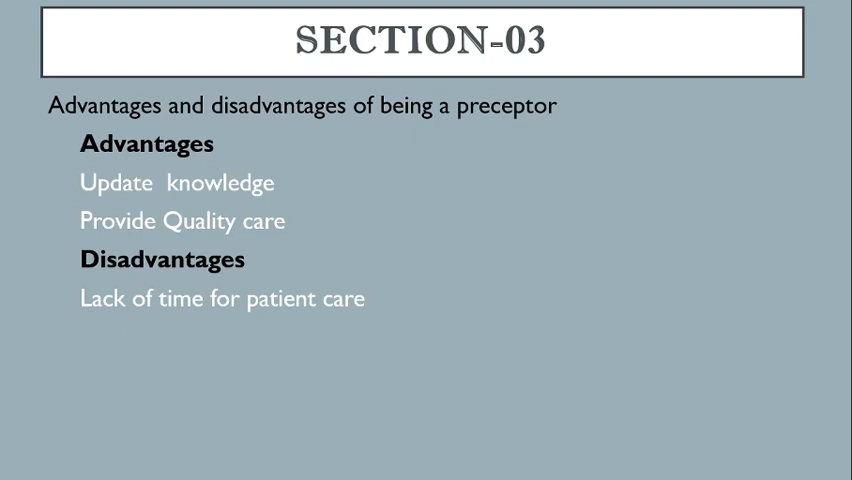 SECTION-03
Advantages and disadvantages of being a preceptor
Advantages
Update  knowledge
Provide Quality care
Disadvantages
Lack of time for patient care